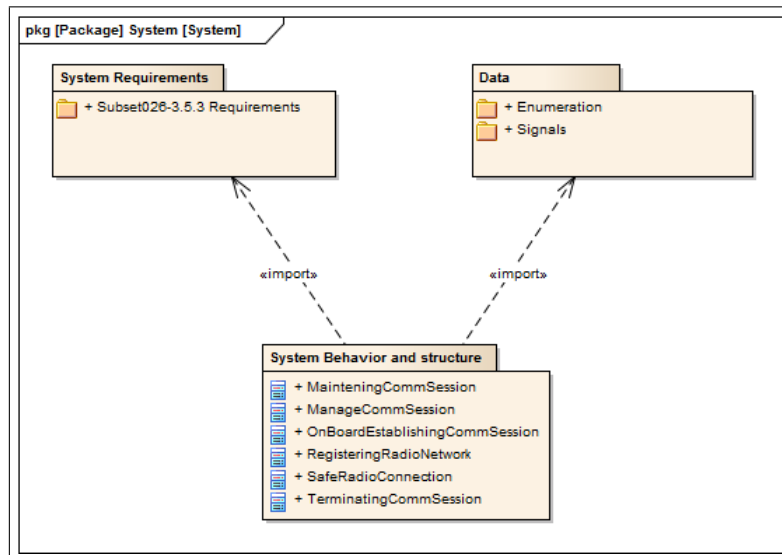 pkg [Package] System [System]
System Requirements
+ Subset026-3.5.3 Requirements
Data
+ Enumeration
+ Signals
«import»
«import»
System Behavior and structure
+ MainteningCommSession
+ ManageCommSession
+ OnBoardEstablishingCommSession
+ RegisteringRadioNetwork
+ SafeRadioConnection
+ TerminatingCommSession